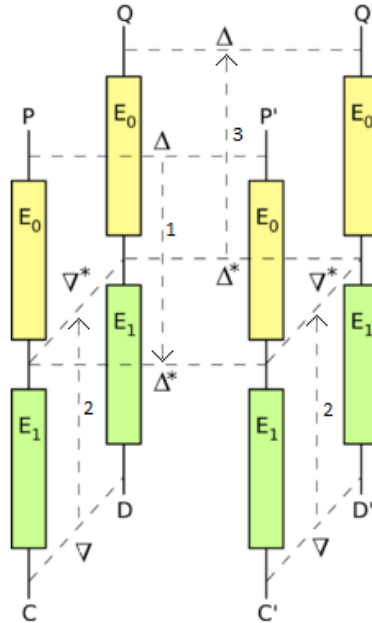 Q Q'
Δ
E₀ E₀
P P'
Δ 3
E₀ 1 E₀
∇* Δ* ∇*
E₁ E₁
Δ*
2 2
E₁ E₁
D D'
∇ ∇
C C'